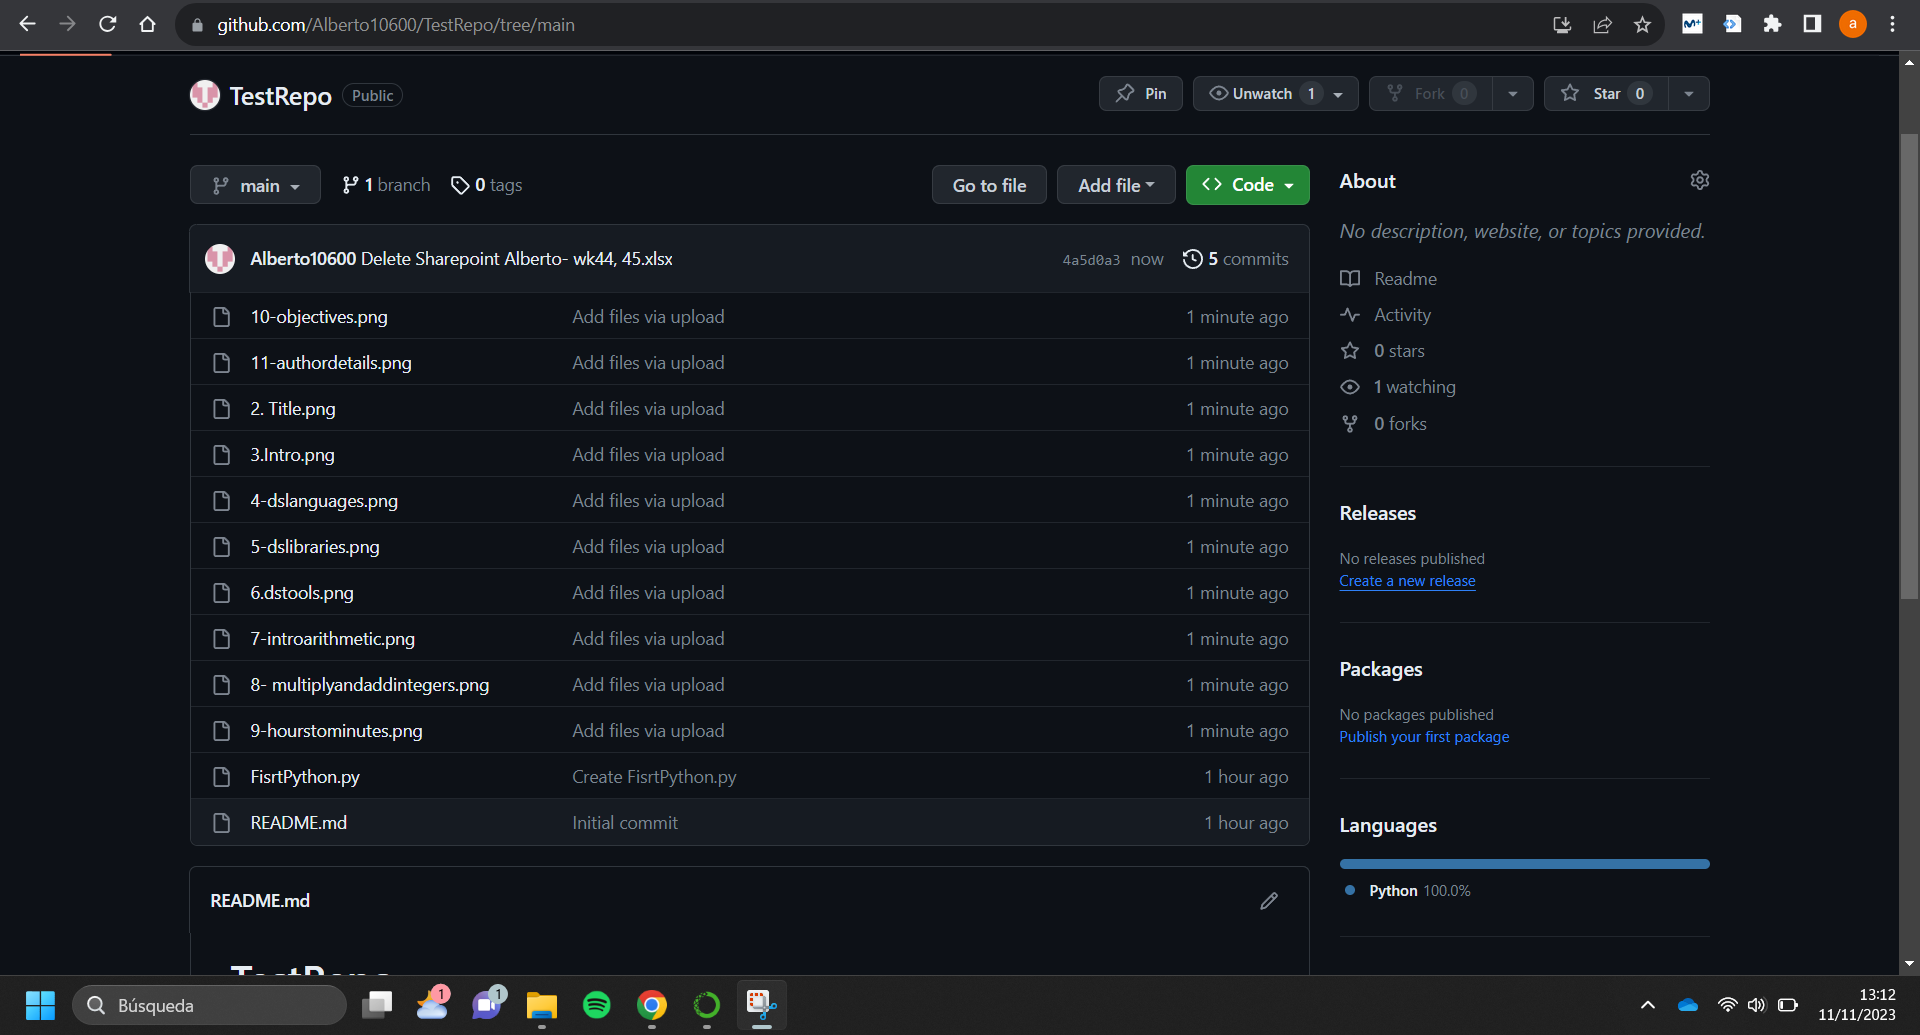 github.com/Alberto10600/TestRepo/tree/main
a
TestRepo Public
Pin
Unwatch 1
Fork 0
Star 0
main
1 branch
0 tags
Go to file
Add file
Code
Alberto10600 Delete Sharepoint Alberto- wk44, 45.xlsx 4a5d0a3 now 5 commits
10-objectives.png Add files via upload 1 minute ago
11-authordetails.png Add files via upload 1 minute ago
2. Title.png Add files via upload 1 minute ago
3.Intro.png Add files via upload 1 minute ago
4-dslanguages.png Add files via upload 1 minute ago
5-dslibraries.png Add files via upload 1 minute ago
6.dstools.png Add files via upload 1 minute ago
7-introarithmetic.png Add files via upload 1 minute ago
8- multiplyandaddintegers.png Add files via upload 1 minute ago
9-hourstominutes.png Add files via upload 1 minute ago
FisrtPython.py Create FisrtPython.py 1 hour ago
README.md Initial commit 1 hour ago
README.md
TestRepo
About
No description, website, or topics provided.
Readme
Activity
0 stars
1 watching
0 forks
Releases
No releases published
Create a new release
Packages
No packages published
Publish your first package
Languages
Python 100.0%
Búsqueda
1
1
13:12
11/11/2023